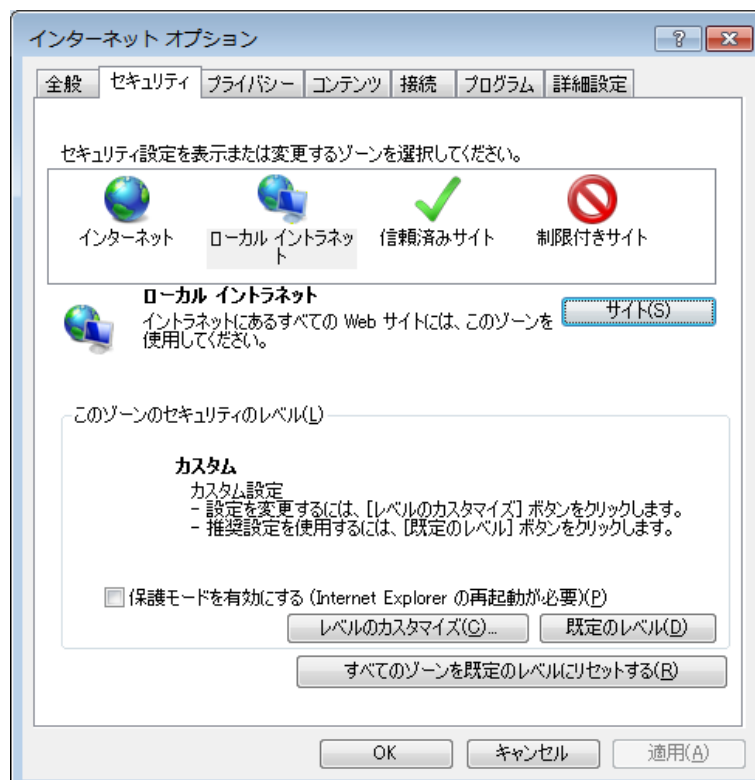 インターネット オプション
全般 セキュリティ プライバシー コンテンツ 接続 プログラム 詳細設定
セキュリティ設定を表示または変更するゾーンを選択してください。
インターネット ローカル イントラネッ 信頼済みサイト 制限付きサイト
ト
ローカル イントラネット
イントラネットにあるすべての Web サイトには、このゾーンを サイト(S)
使用してください。
このゾーンのセキュリティのレベル(L)
カスタム
カスタム設定
- 設定を変更するには、[レベルのカスタマイズ] ボタンをクリックします。
- 推奨設定を使用するには、[既定のレベル] ボタンをクリックします。
保護モードを有効にする (Internet Explorer の再起動が必要)(P)
レベルのカスタマイズ(C)... 既定のレベル(D)
すべてのゾーンを既定のレベルにリセットする(R)
OK キャンセル 適用(A)